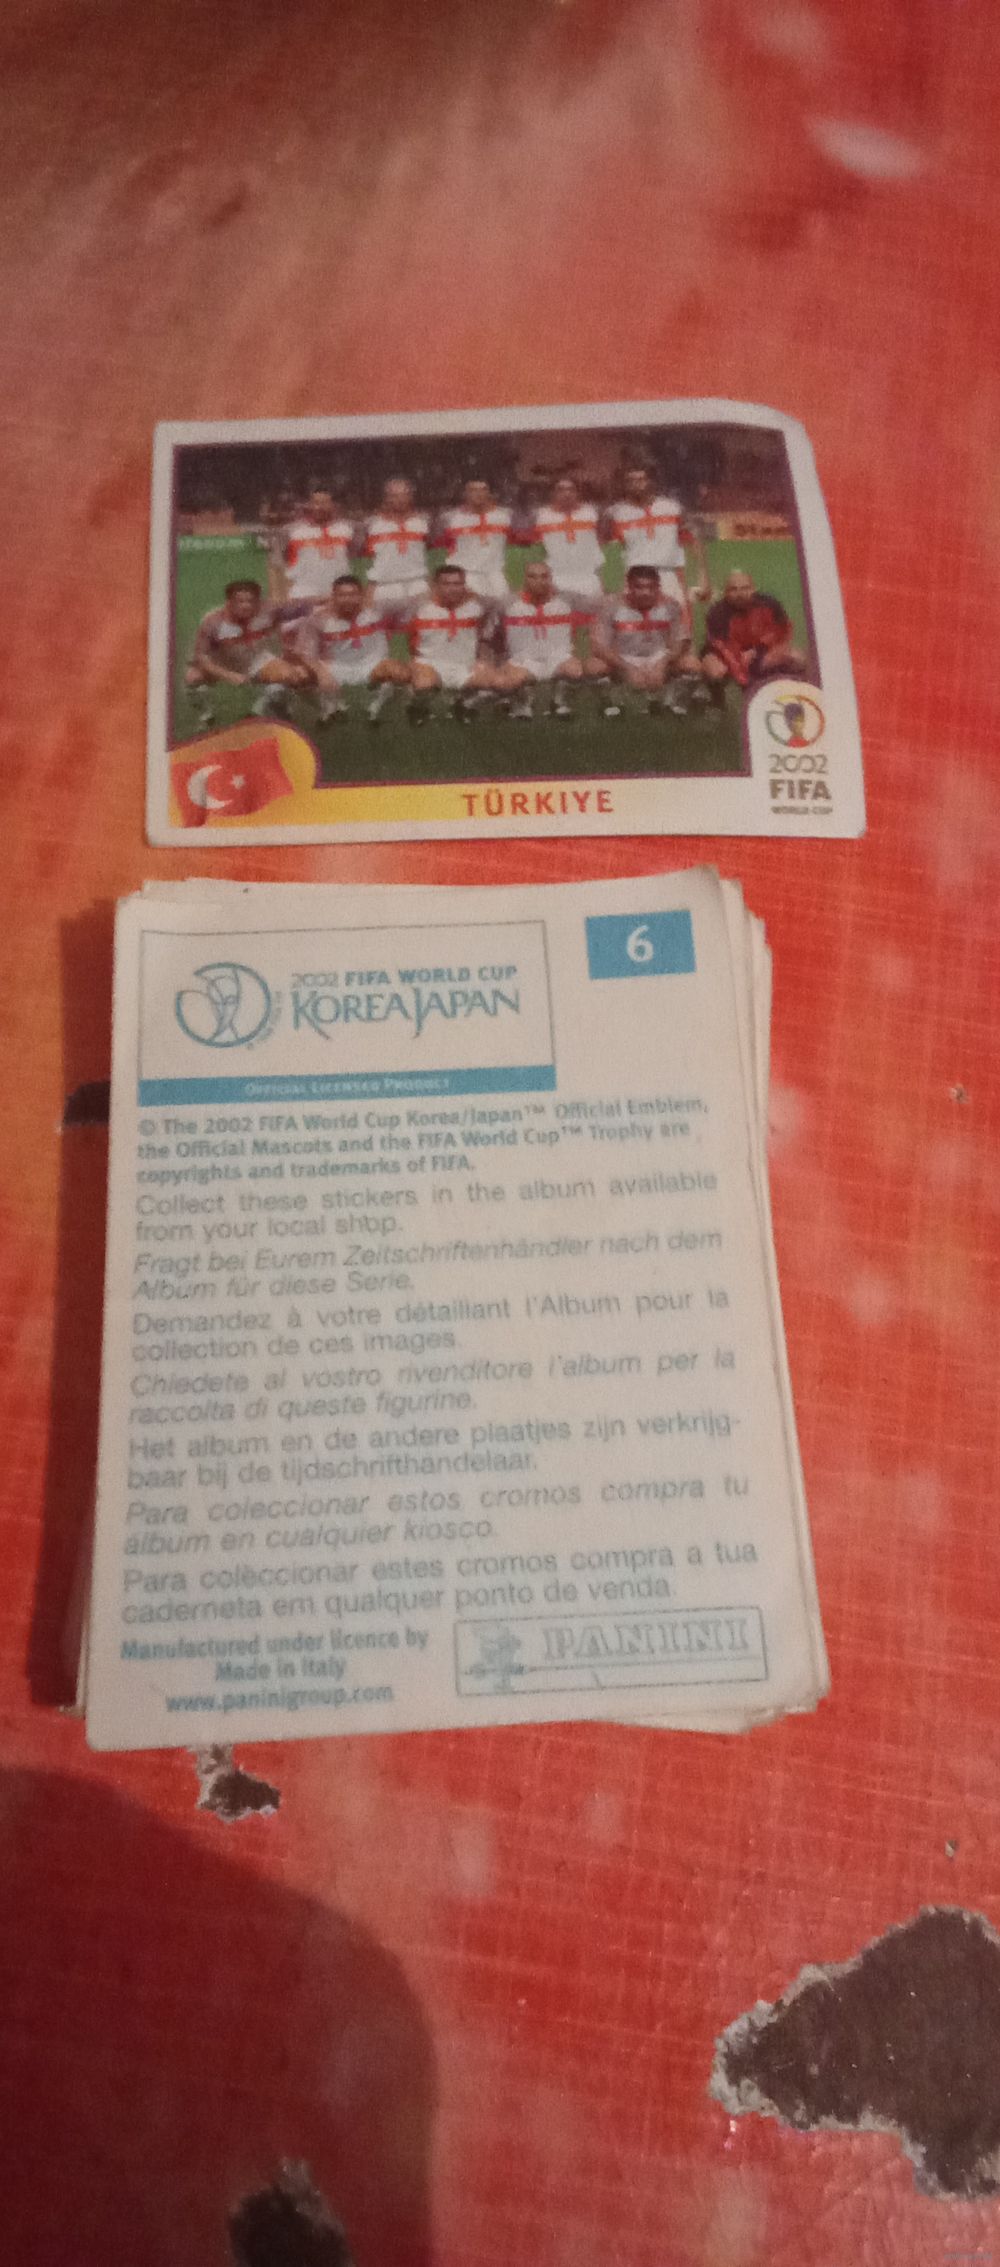 TÜRKIYE
2002
FIFA
WORLD CUP
6
2002 FIFA WORLD CUP
KOREA JAPAN
OFFICIAL LICENSED PRODUCT
© The 2002 FIFA World Cup Korea/Japan™ Official Emblem,
the Official Mascots and the FIFA World Cup™ Trophy are
copyrights and trademarks of FIFA.
Collect these stickers in the album available
from your local shop.
Fragt bei Eurem Zeitschriftenhändler nach dem
Album für diese Serie.
Demandez à votre détaillant l'Album pour la
collection de ces images.
Chiedete al vostro rivenditore l'album per la
raccolta di queste figurine.
Het album en de andere plaatjes zijn verkrijg-
baar bij de tijdschrifthandelaar.
Para coleccionar estos cromos compra tu
álbum en cualquier kiosco.
Para coleccionar estes cromos compra a tua
caderneta em qualquer ponto de venda.
Manufactured under licence by
Made in Italy
www.paninigroup.com
PANINI